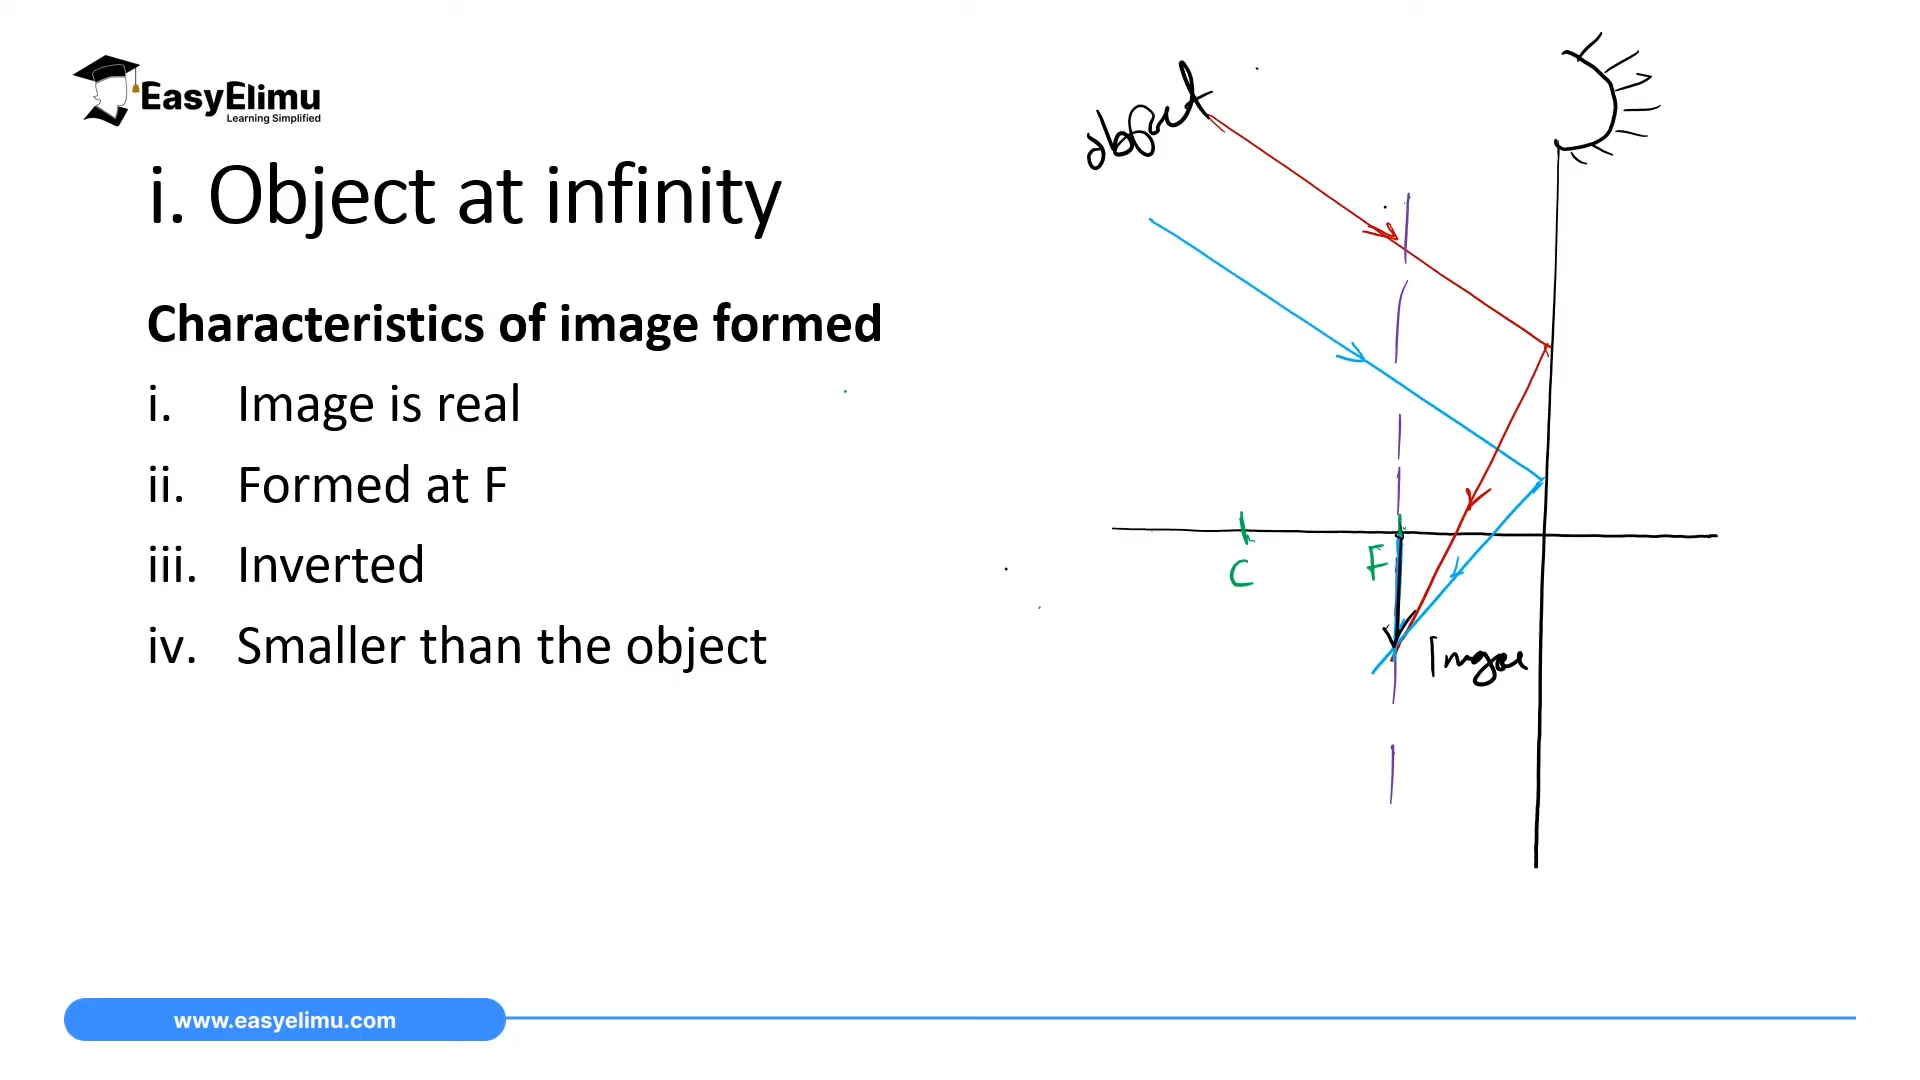 EasyElimu
Learning Simplified
i. Object at infinity
Characteristics of image formed
i. Image is real
ii. Formed at F
iii. Inverted
iv. Smaller than the object
object
C
F
Image
www.easyelimu.com